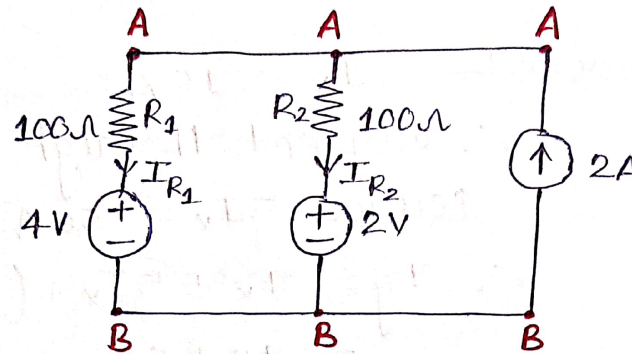 A A A
100Ω R1 R2 100Ω
IR1 IR2 2A
4V + − + − 2V
B B B